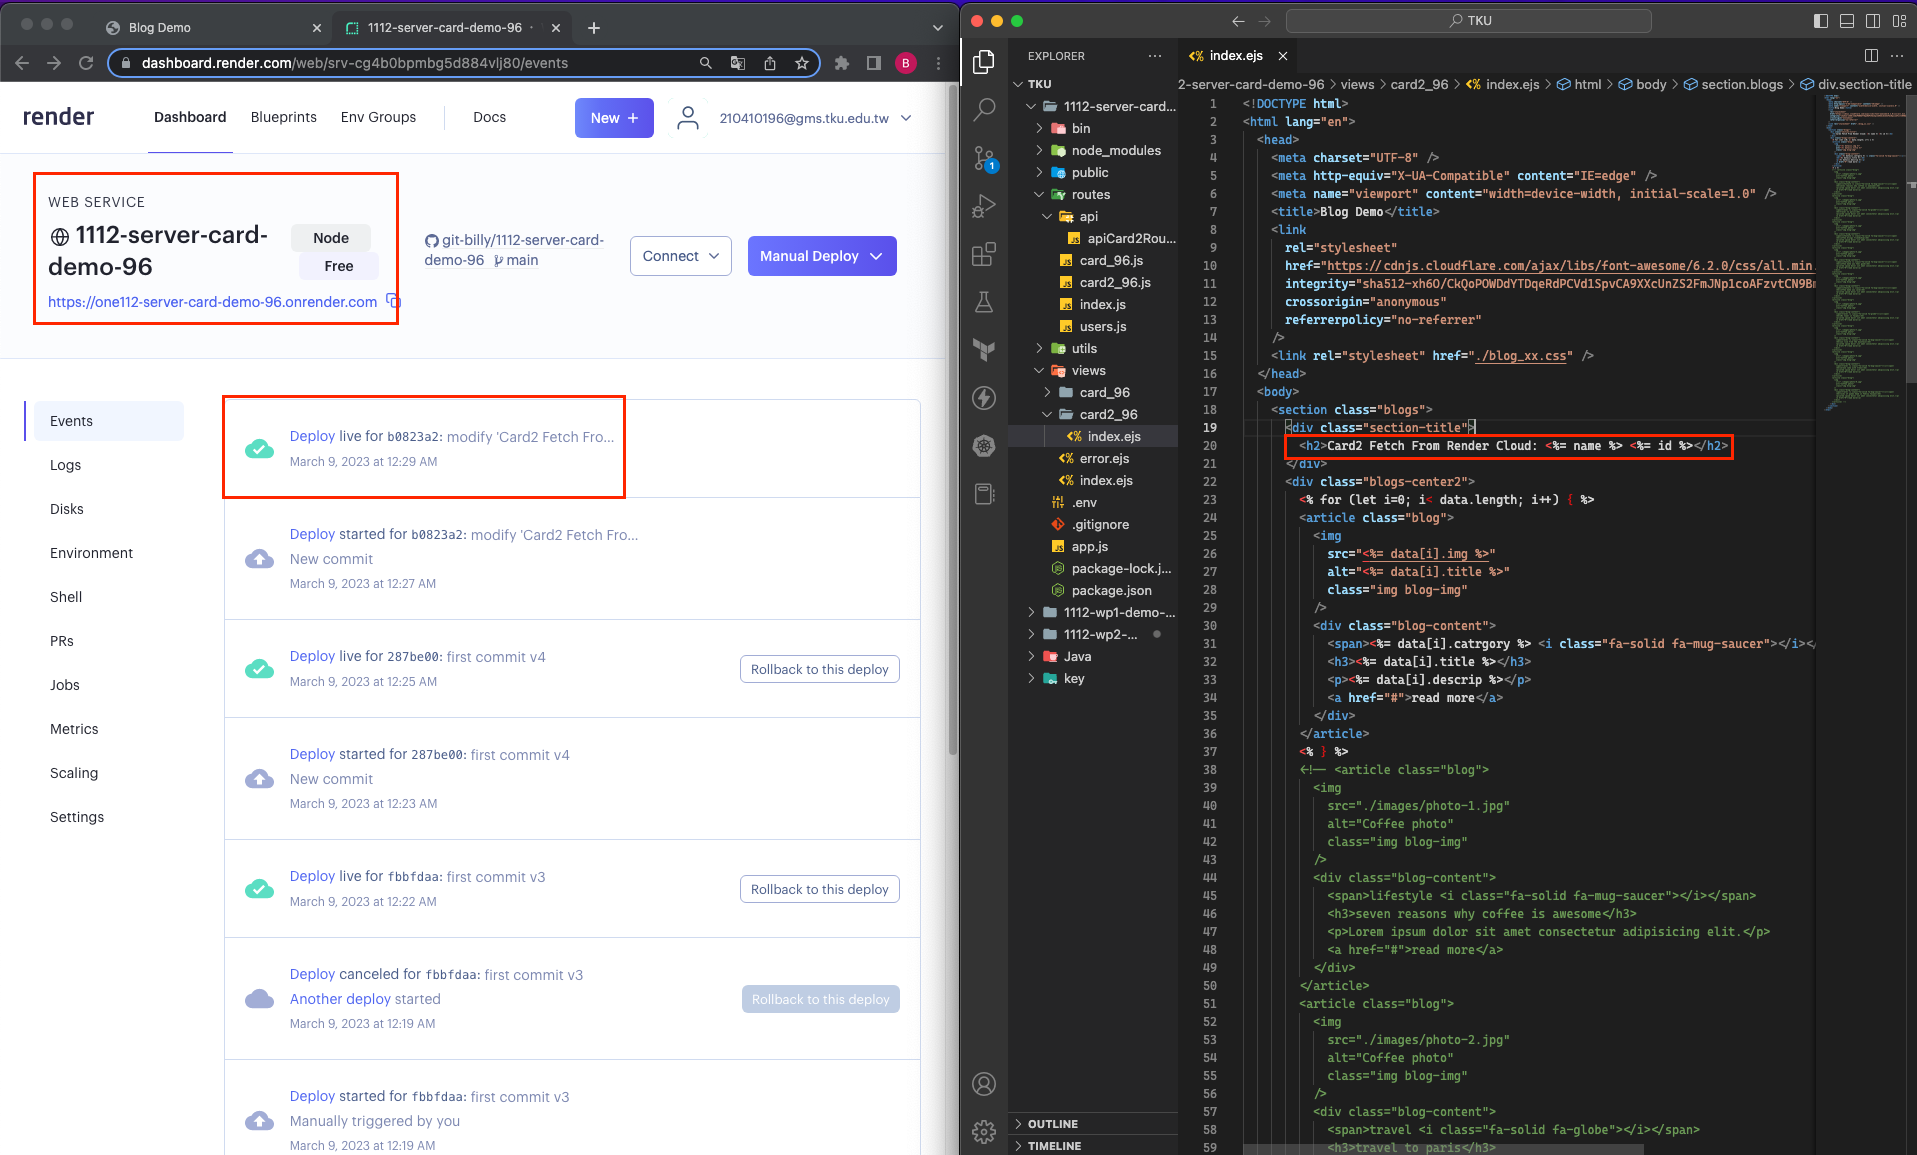 Blog Demo
1112-server-card-demo-96
dashboard.render.com/web/srv-cg4b0bpmbg5d884vlj80/events
B
render
Dashboard
Blueprints
Env Groups
Docs
New +
210410196@gms.tku.edu.tw
WEB SERVICE
1112-server-card-
demo-96
Node
Free
https://one112-server-card-demo-96.onrender.com
git-billy/1112-server-card-
demo-96 main
Connect
Manual Deploy
Events
Logs
Disks
Environment
Shell
PRs
Jobs
Metrics
Scaling
Settings
Deploy live for b0823a2: modify 'Card2 Fetch Fro...
March 9, 2023 at 12:29 AM
Deploy started for b0823a2: modify 'Card2 Fetch Fro...
New commit
March 9, 2023 at 12:27 AM
Deploy live for 287be00: first commit v4
March 9, 2023 at 12:25 AM
Rollback to this deploy
Deploy started for 287be00: first commit v4
New commit
March 9, 2023 at 12:23 AM
Deploy live for fbbfdaa: first commit v3
March 9, 2023 at 12:22 AM
Rollback to this deploy
Deploy canceled for fbbfdaa: first commit v3
Another deploy started
March 9, 2023 at 12:19 AM
Rollback to this deploy
Deploy started for fbbfdaa: first commit v3
Manually triggered by you
March 9, 2023 at 12:19 AM
TKU
EXPLORER
TKU
1112-server-card...
bin
node_modules
public
routes
api
apiCard2Rou...
card_96.js
card2_96.js
index.js
users.js
utils
views
card_96
card2_96
index.ejs
error.ejs
index.ejs
.env
.gitignore
app.js
package-lock.j...
package.json
1112-wp1-demo-...
1112-wp2-...
Java
key
OUTLINE
TIMELINE
1
index.ejs
2-server-card-demo-96 > views > card2_96 > index.ejs > html > body > section.blogs > div.section-title
1 <!DOCTYPE html>
2 <html lang="en">
3 <head>
4 <meta charset="UTF-8" />
5 <meta http-equiv="X-UA-Compatible" content="IE=edge" />
6 <meta name="viewport" content="width=device-width, initial-scale=1.0" />
7 <title>Blog Demo</title>
8 <link
9 rel="stylesheet"
10 href="https://cdnjs.cloudflare.com/ajax/libs/font-awesome/6.2.0/css/all.min.
11 integrity="sha512-xh6O/CkQoPOWDdYTDqeRdPCVd1SpvCA9XXcUnZS2FmJNp1coAFzvtCN9Bm
12 crossorigin="anonymous"
13 referrerpolicy="no-referrer"
14 />
15 <link rel="stylesheet" href="./blog_xx.css" />
16 </head>
17 <body>
18 <section class="blogs">
19 <div class="section-title">
20 <h2>Card2 Fetch From Render Cloud: <%= name %> <%= id %></h2>
21 </div>
22 <div class="blogs-center2">
23 <% for (let i=0; i< data.length; i++) { %>
24 <article class="blog">
25 <img
26 src="<%= data[i].img %>"
27 alt="<%= data[i].title %>"
28 class="img blog-img"
29 />
30 <div class="blog-content">
31 <span><%= data[i].catrgory %> <i class="fa-solid fa-mug-saucer"></i></
32 <h3><%= data[i].title %></h3>
33 <p><%= data[i].descrip %></p>
34 <a href="#">read more</a>
35 </div>
36 </article>
37 <% } %>
38 <!-- <article class="blog">
39 <img
40 src="./images/photo-1.jpg"
41 alt="Coffee photo"
42 class="img blog-img"
43 />
44 <div class="blog-content">
45 <span>lifestyle <i class="fa-solid fa-mug-saucer"></i></span>
46 <h3>seven reasons why coffee is awesome</h3>
47 <p>Lorem ipsum dolor sit amet consectetur adipisicing elit.</p>
48 <a href="#">read more</a>
49 </div>
50 </article>
51 <article class="blog">
52 <img
53 src="./images/photo-2.jpg"
54 alt="Coffee photo"
55 class="img blog-img"
56 />
57 <div class="blog-content">
58 <span>travel <i class="fa-solid fa-globe"></i></span>
59 <h3>travel to paris</h3>